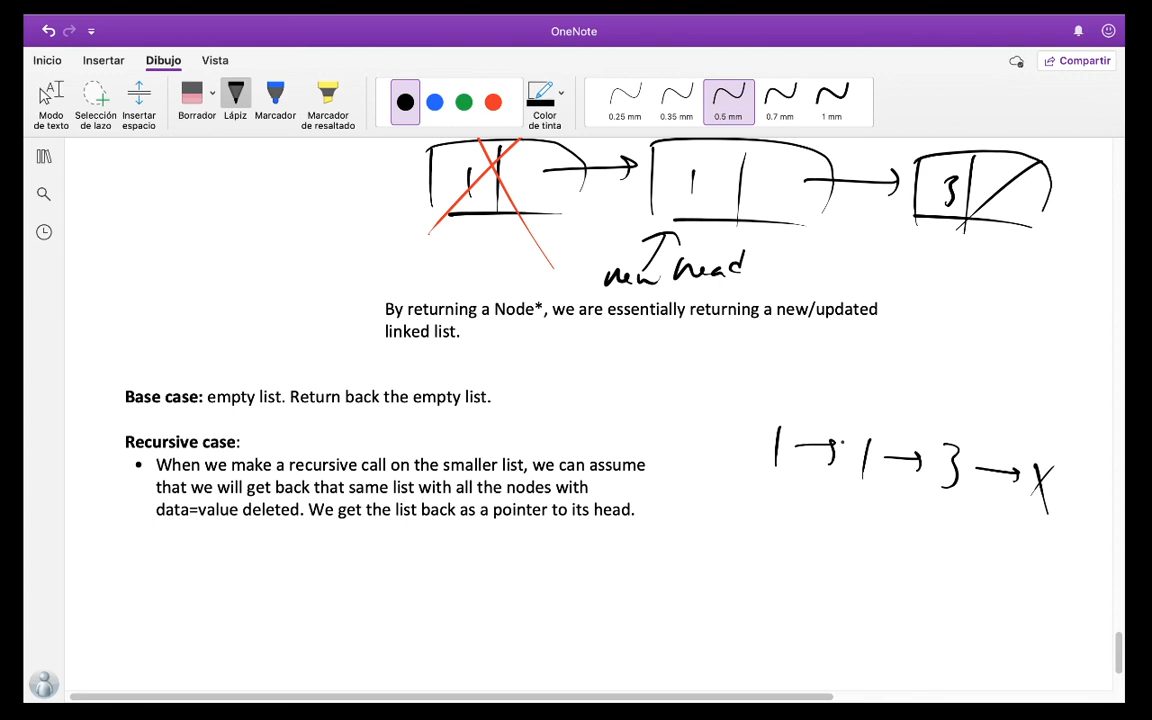 OneNote
Inicio Insertar Dibujo Vista
Compartir
Modo de texto
Selección de lazo
Insertar espacio
Borrador
Lápiz
Marcador
Marcador de resaltado
Color de tinta
0.25 mm 0.35 mm 0.5 mm 0.7 mm 1 mm
1 1 3
new head
By returning a Node*, we are essentially returning a new/updated
linked list.
Base case: empty list. Return back the empty list.
Recursive case:
• When we make a recursive call on the smaller list, we can assume
that we will get back that same list with all the nodes with
data=value deleted. We get the list back as a pointer to its head.
1 → 1 → 3 → X